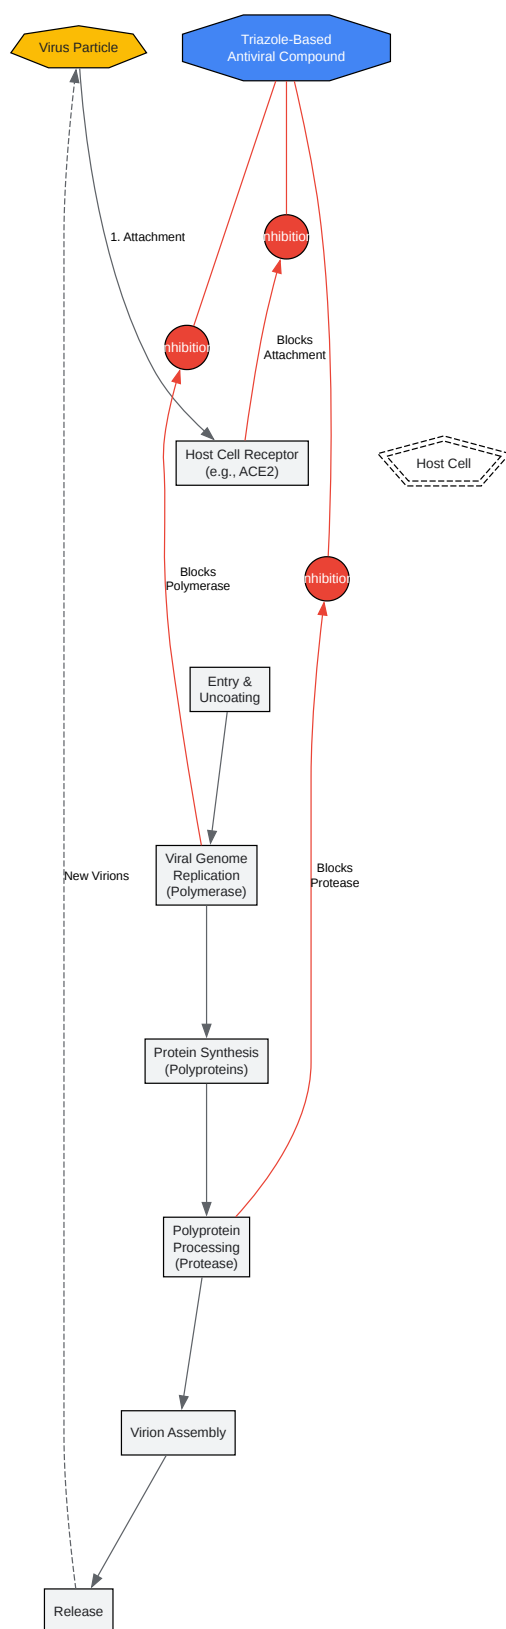 Virus Particle
Triazole-Based
Antiviral Compound
1. Attachment
nhibition
Blocks
Attachment
nhibition
Host Cell Receptor
(e.g., ACE2)
Host Cell
Blocks
Polymerase
nhibition
Entry &
Uncoating
Viral Genome
Replication
(Polymerase)
New Virions
Blocks
Protease
Protein Synthesis
(Polyproteins)
Polyprotein
Processing
(Protease)
Virion Assembly
Release